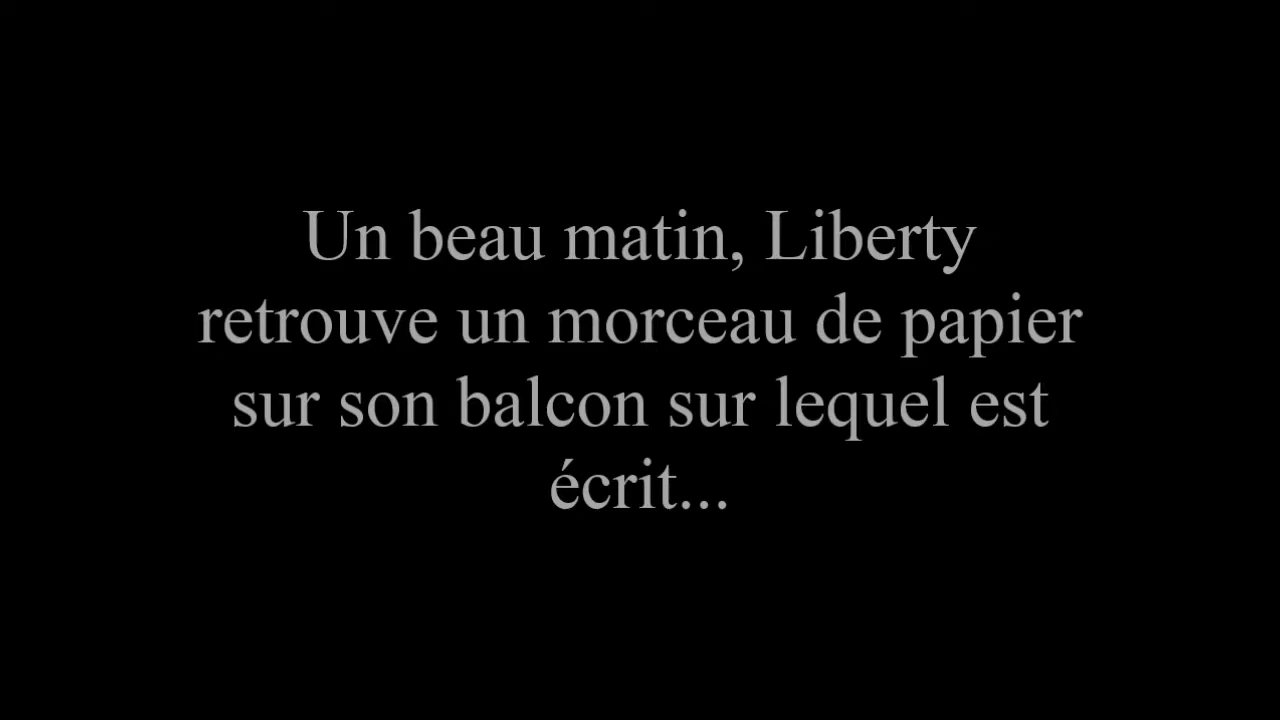 Un beau matin, Liberty
retrouve un morceau de papier
sur son balcon sur lequel est
écrit...